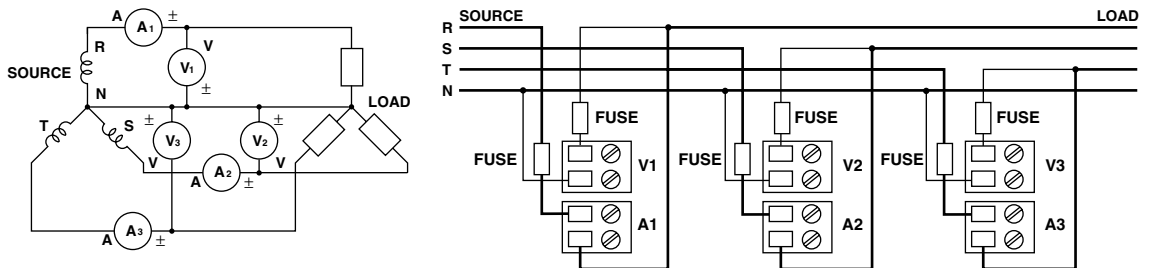 A A1 ±
R V
SOURCE V1
±
N LOAD
T S ± V3 V2 ±
V A2 V
A ±
A A3 ±
SOURCE LOAD
R
S
T
N
FUSE FUSE FUSE
FUSE V1 FUSE V2 FUSE V3
A1 A2 A3